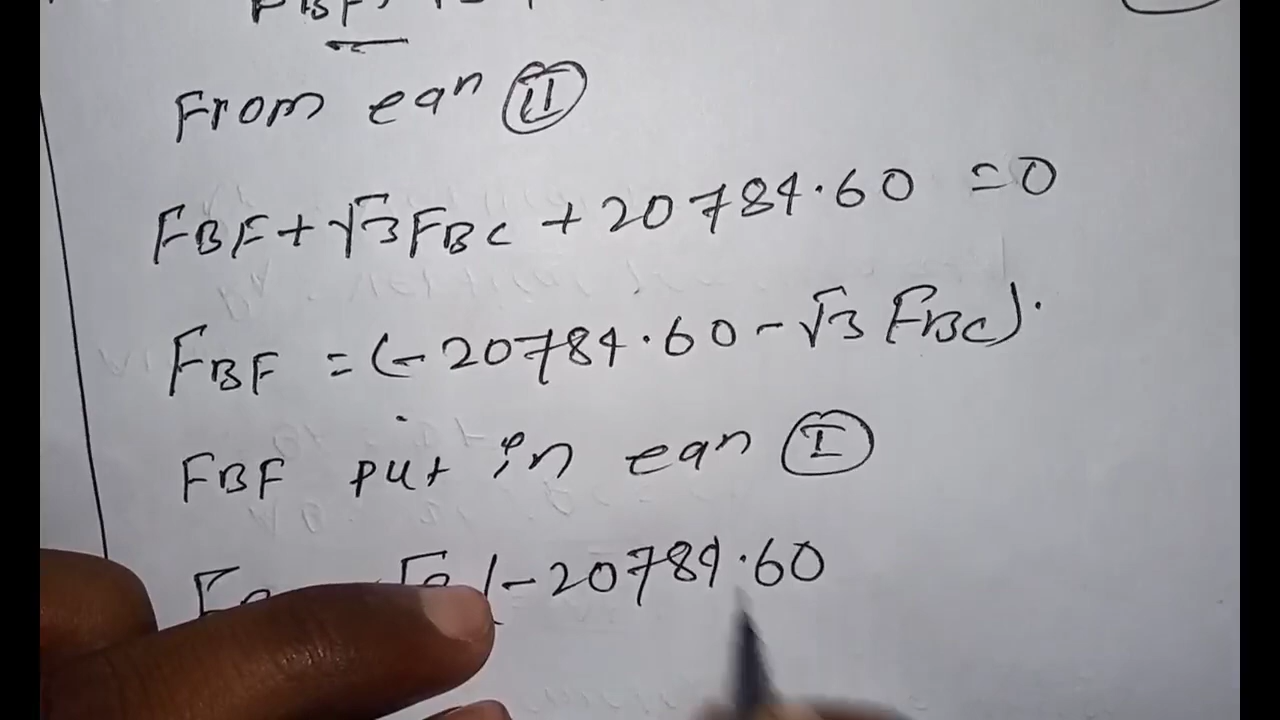 From eqn II
FBF + √3 FBC + 20784.60 = 0
FBF = (-20784.60 - √3 FBC).
FBF put in eqn I
(-20784.60